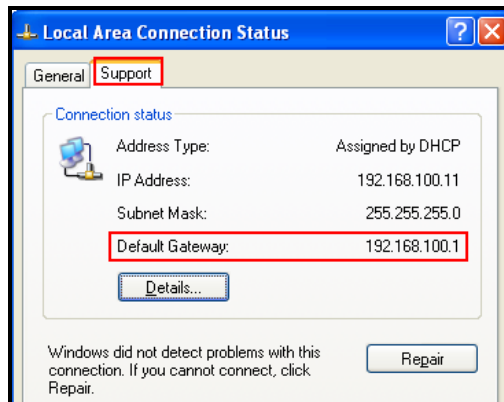 Local Area Connection Status
General Support
Connection status
Address Type: Assigned by DHCP
IP Address: 192.168.100.11
Subnet Mask: 255.255.255.0
Default Gateway: 192.168.100.1
Details...
Windows did not detect problems with this
connection. If you cannot connect, click
Repair.
Repair